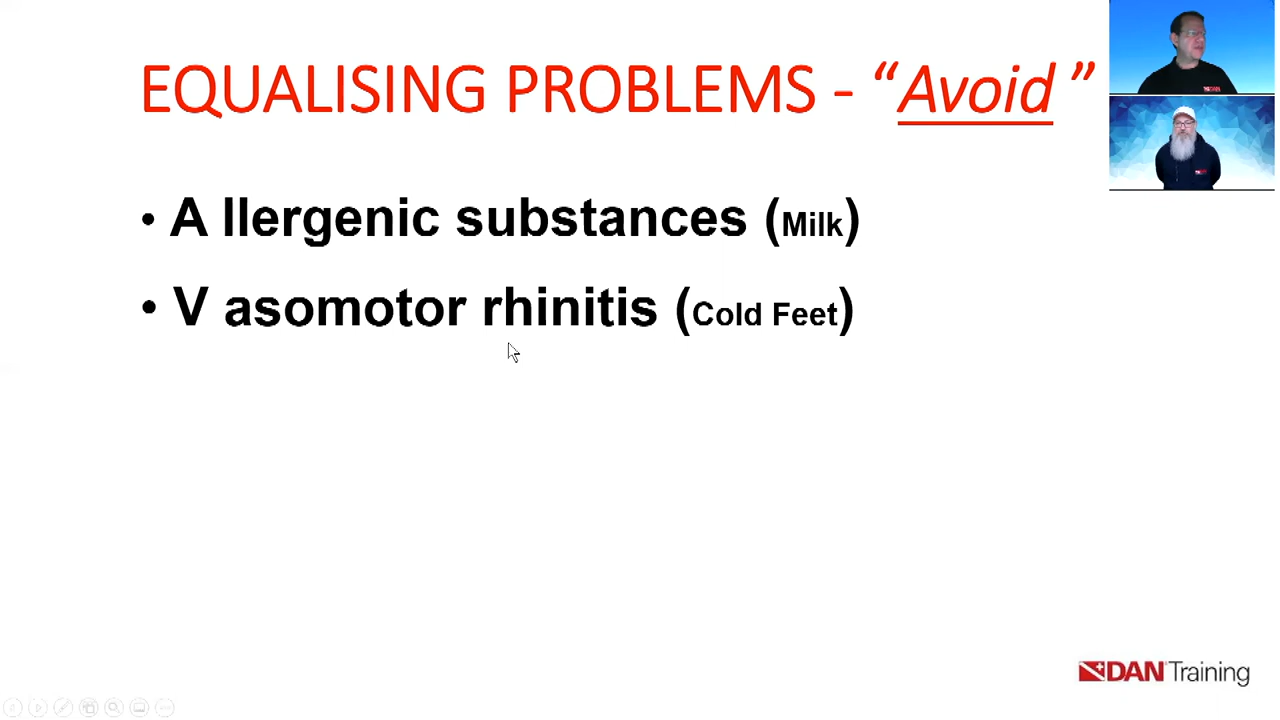 EQUALISING PROBLEMS - “Avoid ”
• A llergenic substances (Milk)
• V asomotor rhinitis (Cold Feet)
DAN Training